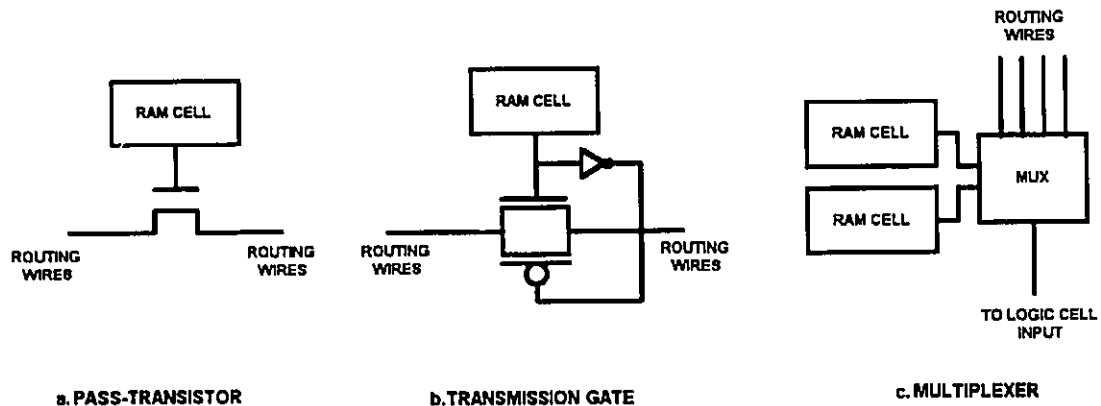 RAM CELL
ROUTING
WIRES
ROUTING
WIRES
a. PASS-TRANSISTOR
RAM CELL
ROUTING
WIRES
ROUTING
WIRES
b. TRANSMISSION GATE
ROUTING
WIRES
RAM CELL
RAM CELL
MUX
TO LOGIC CELL
INPUT
c. MULTIPLEXER